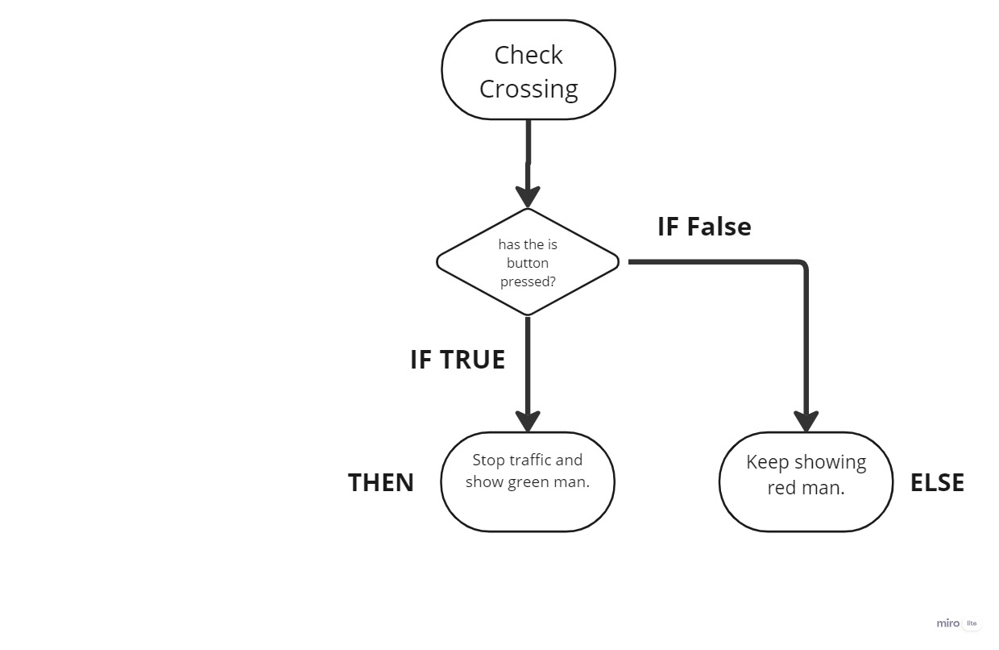 Check
Crossing
has the is
button
pressed?
IF False
IF TRUE
THEN
Stop traffic and
show green man.
Keep showing
red man.
ELSE
miro lite